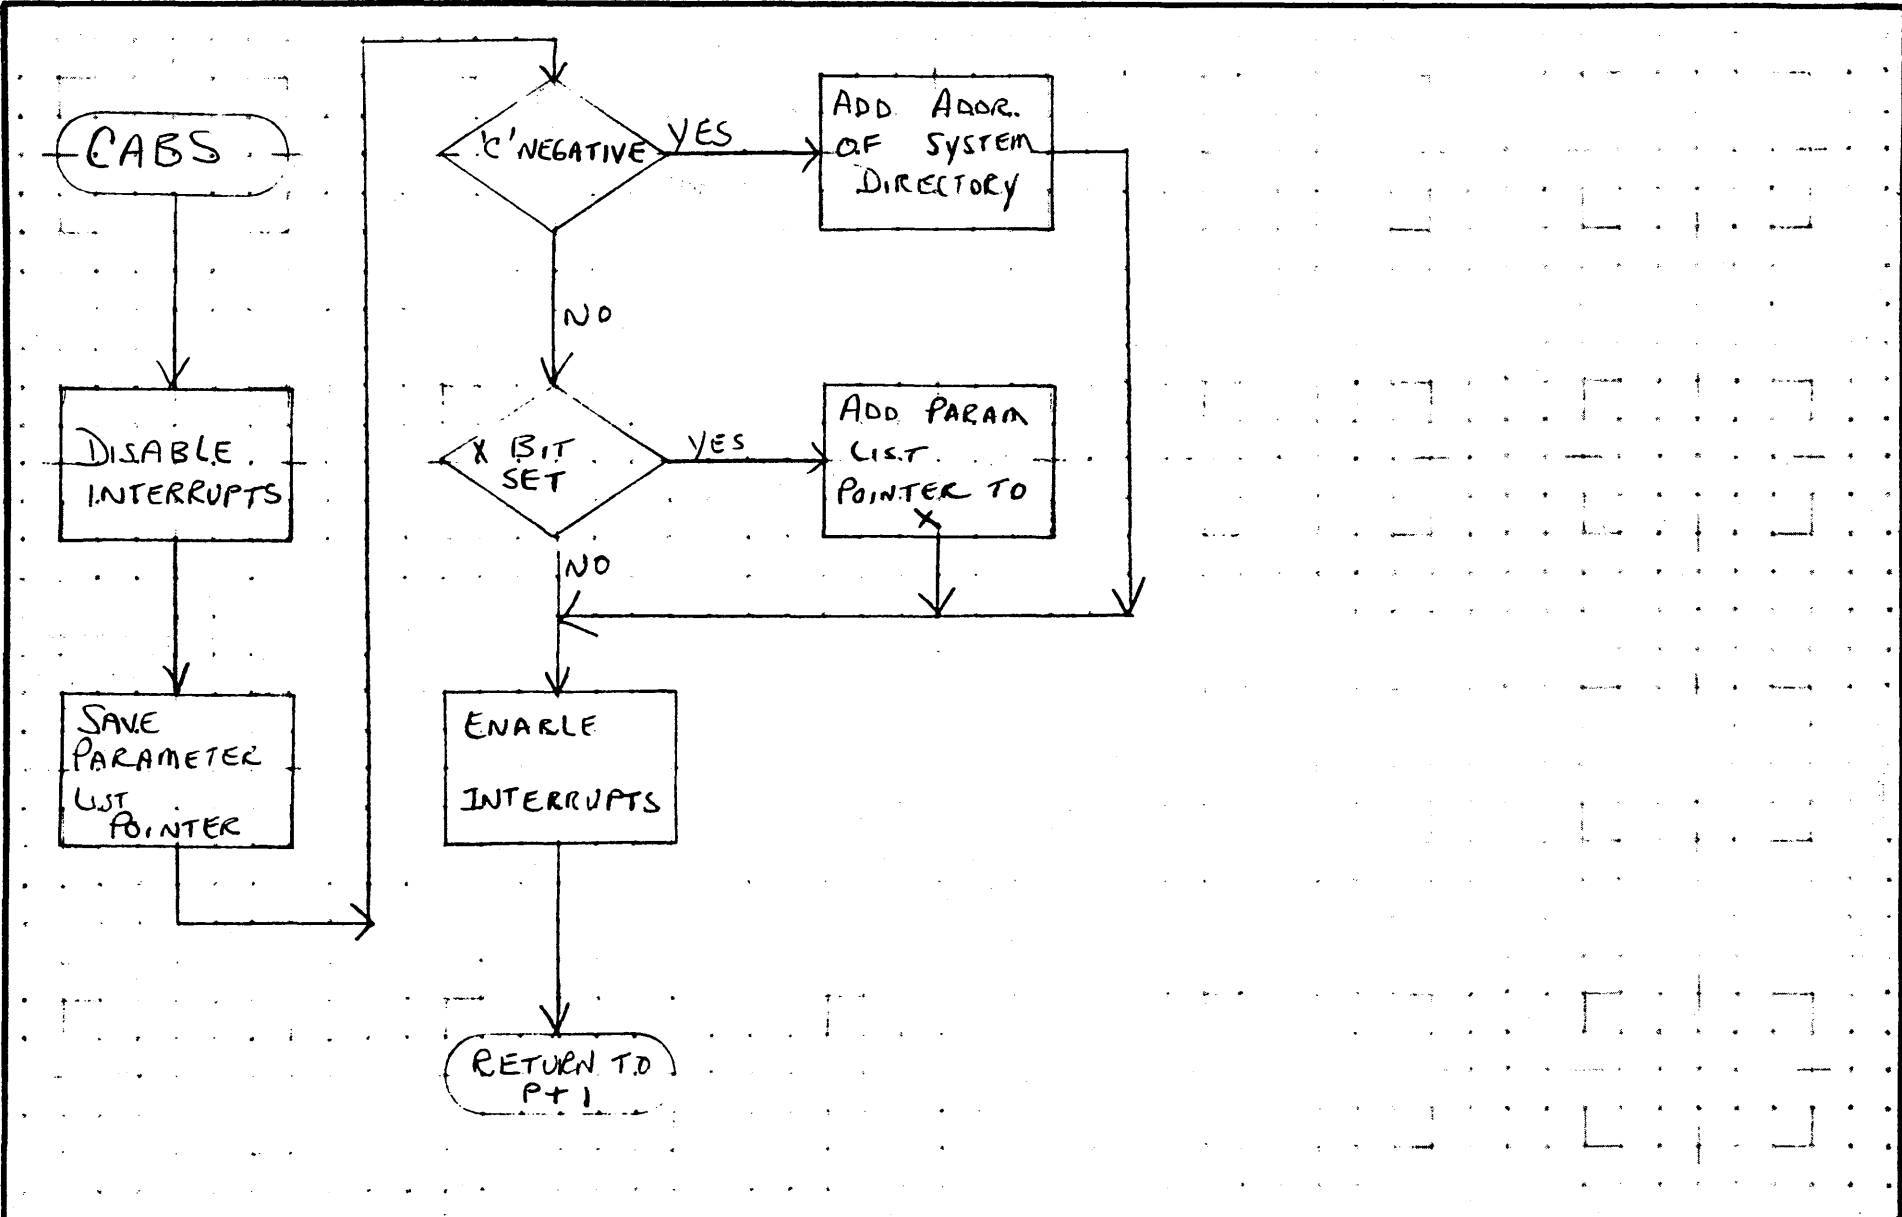 CABS
DISABLE
INTERRUPTS
SAVE
PARAMETER
LIST
POINTER
'C' NEGATIVE
YES
ADD ADDR.
OF SYSTEM
DIRECTORY
NO
X BIT
SET
YES
ADD PARAM
LIST
POINTER TO
X
NO
ENABLE
INTERRUPTS
RETURN TO
P+1